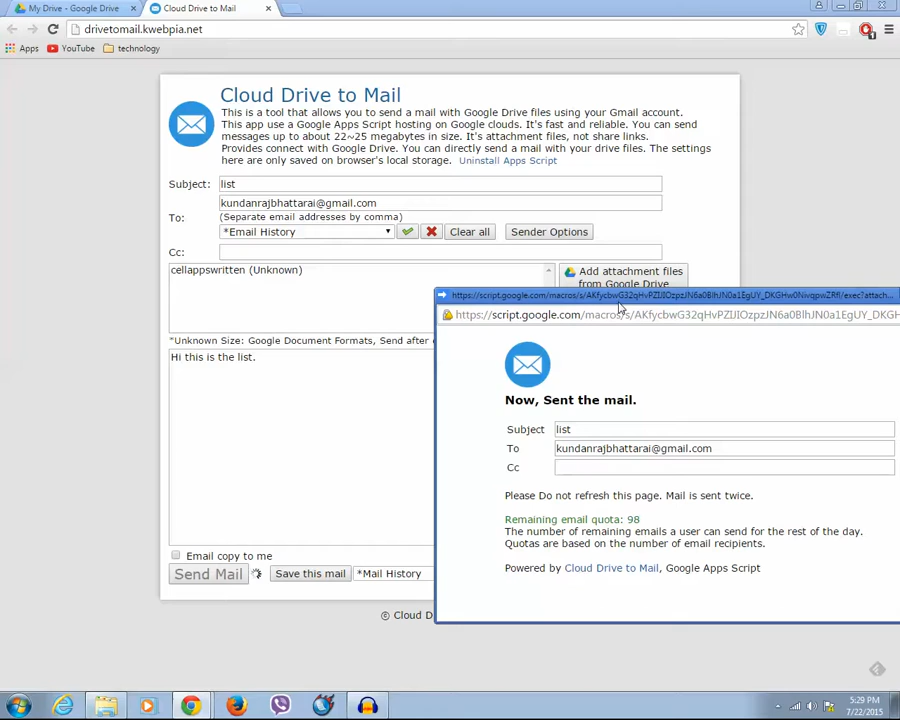 My Drive - Google Drive
Cloud Drive to Mail
drivetomail.kwebpia.net
Apps
YouTube
technology
Cloud Drive to Mail
This is a tool that allows you to send a mail with Google Drive files using your Gmail account.
This app use a Google Apps Script hosting on Google clouds. It's fast and reliable. You can send
messages up to about 22~25 megabytes in size. It's attachment files, not share links.
Provides connect with Google Drive. You can directly send a mail with your drive files. The settings
here are only saved on browser's local storage. Uninstall Apps Script
Subject: list
kundanrajbhattarai@gmail.com
To: (Separate email addresses by comma)
*Email History
Clear all
Sender Options
Cc:
cellappswritten (Unknown)
Add attachment files
from Google Drive
*Unknown Size: Google Document Formats, Send after
Hi this is the list.
Email copy to me
Send Mail
Save this mail
*Mail History
© Cloud D
https://script.google.com/macros/s/
https://script.google.com/macros/s/
Now, Sent the mail.
Subject list
To kundanrajbhattarai@gmail.com
Cc
Please Do not refresh this page. Mail is sent twice.
Remaining email quota: 98
The number of remaining emails a user can send for the rest of the day.
Quotas are based on the number of email recipients.
Powered by Cloud Drive to Mail, Google Apps Script
5:29 PM
7/22/2015